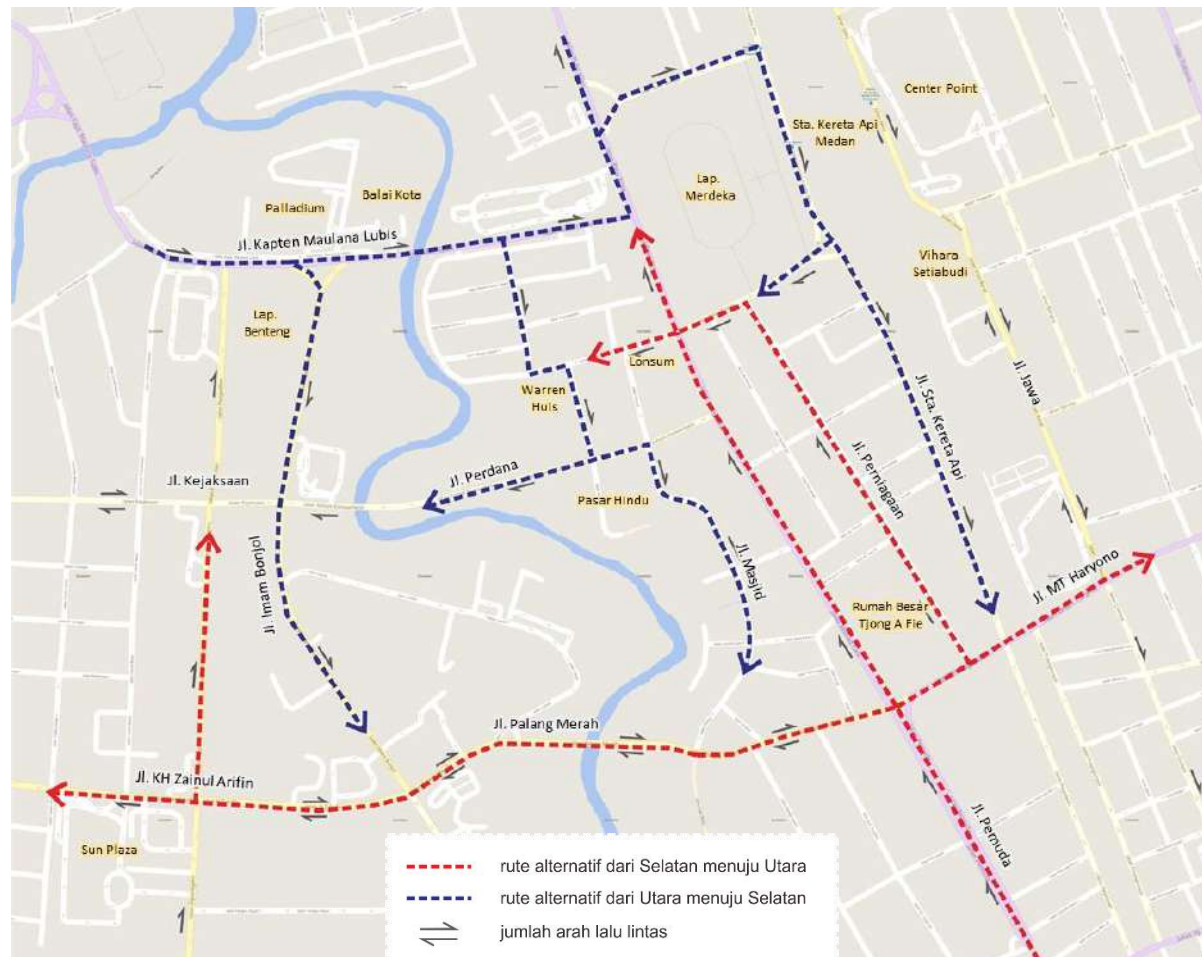 Center Point
Sta. Kereta Api
Medan
Lap.
Merdeka
Balai Kota
Palladium
Jl. Kapten Maulana Lubis
Vihara
Setiabudi
Lap.
Benteng
Lonsum
Warren
Huis
Jl. Jawa
Jl. Sta. Kereta Api
Jl. Perniagaan
Jl. Perdana
Jl. Kejaksaan
Pasar Hindu
Jl. Imam Bonjol
Jl. Masjid
Jl. MT Haryono
Rumah Besar
Tjong A Fie
Jl. Palang Merah
Jl. KH Zainul Arifin
Jl. Pemuda
Sun Plaza
rute alternatif dari Selatan menuju Utara
rute alternatif dari Utara menuju Selatan
jumlah arah lalu lintas